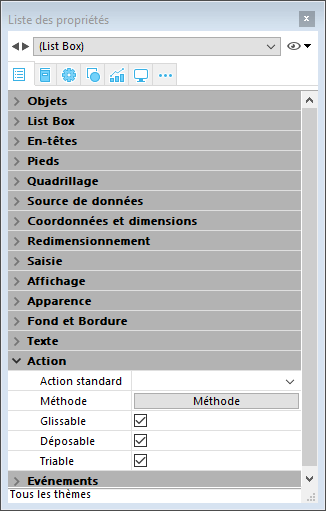 Liste des propriétés
x
(List Box)
Objets
List Box
En-têtes
Pieds
Quadrillage
Source de données
Coordonnées et dimensions
Redimensionnement
Saisie
Affichage
Apparence
Fond et Bordure
Texte
Action
Action standard
Méthode Méthode
Glissable
Déposable
Triable
Evénements
Tous les thèmes